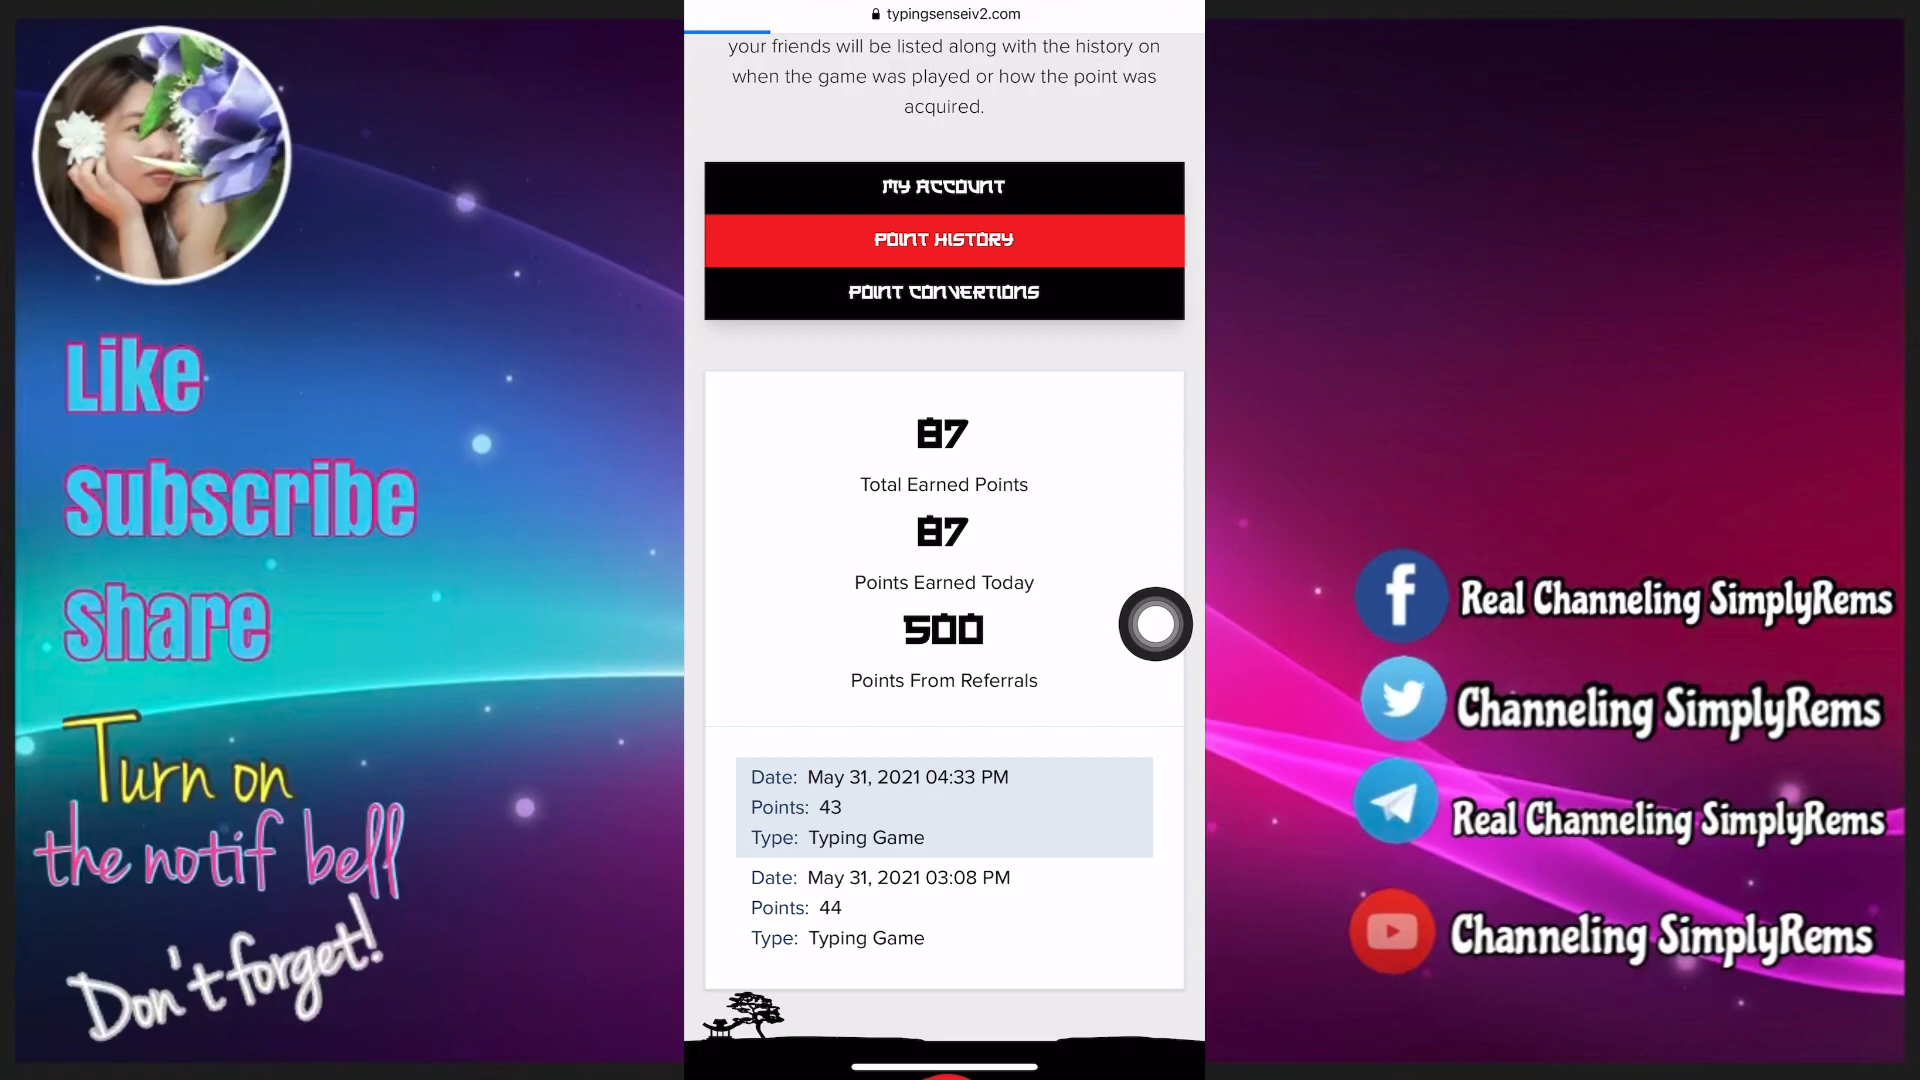 Like
Subscribe
Share
Turn on
the notif bell
Don't forget!
typingsenseiv2.com
your friends will be listed along with the history on
when the game was played or how the point was
acquired.
MY ACCOUNT
POINT HISTORY
POINT CONVERTIONS
87
Total Earned Points
87
Points Earned Today
500
Points From Referrals
Date: May 31, 2021 04:33 PM
Points: 43
Type: Typing Game
Date: May 31, 2021 03:08 PM
Points: 44
Type: Typing Game
Real Channeling SimplyRems
Channeling SimplyRems
Real Channeling SimplyRems
Channeling SimplyRems